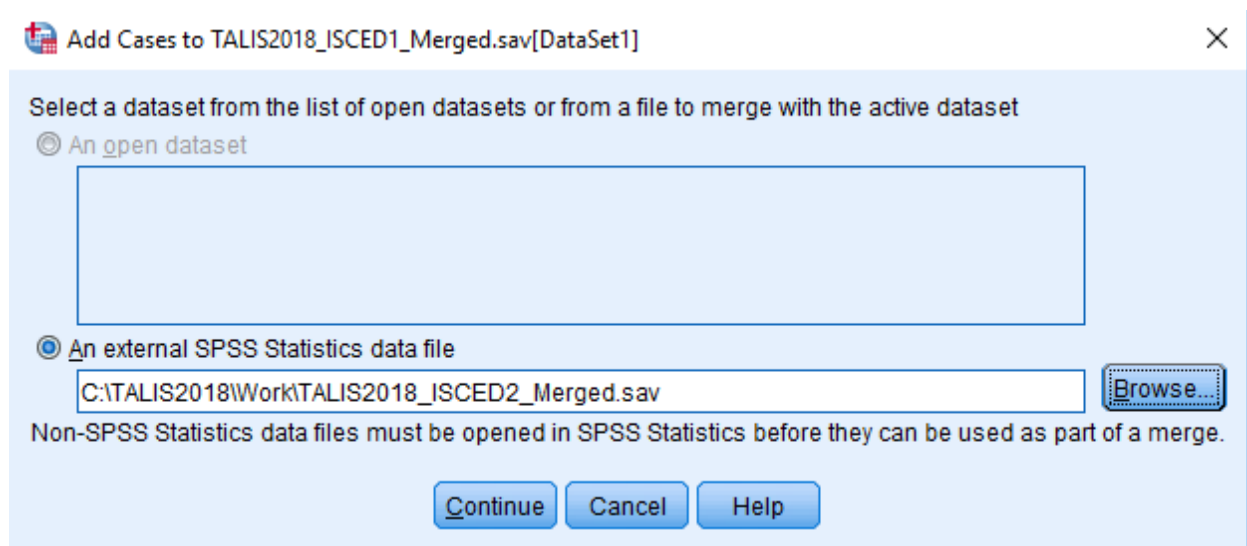 Add Cases to TALIS2018_ISCED1_Merged.sav[DataSet1]
Select a dataset from the list of open datasets or from a file to merge with the active dataset
An open dataset
An external SPSS Statistics data file
C:\TALIS2018\Work\TALIS2018_ISCED2_Merged.sav
Browse...
Non-SPSS Statistics data files must be opened in SPSS Statistics before they can be used as part of a merge.
Continue Cancel Help